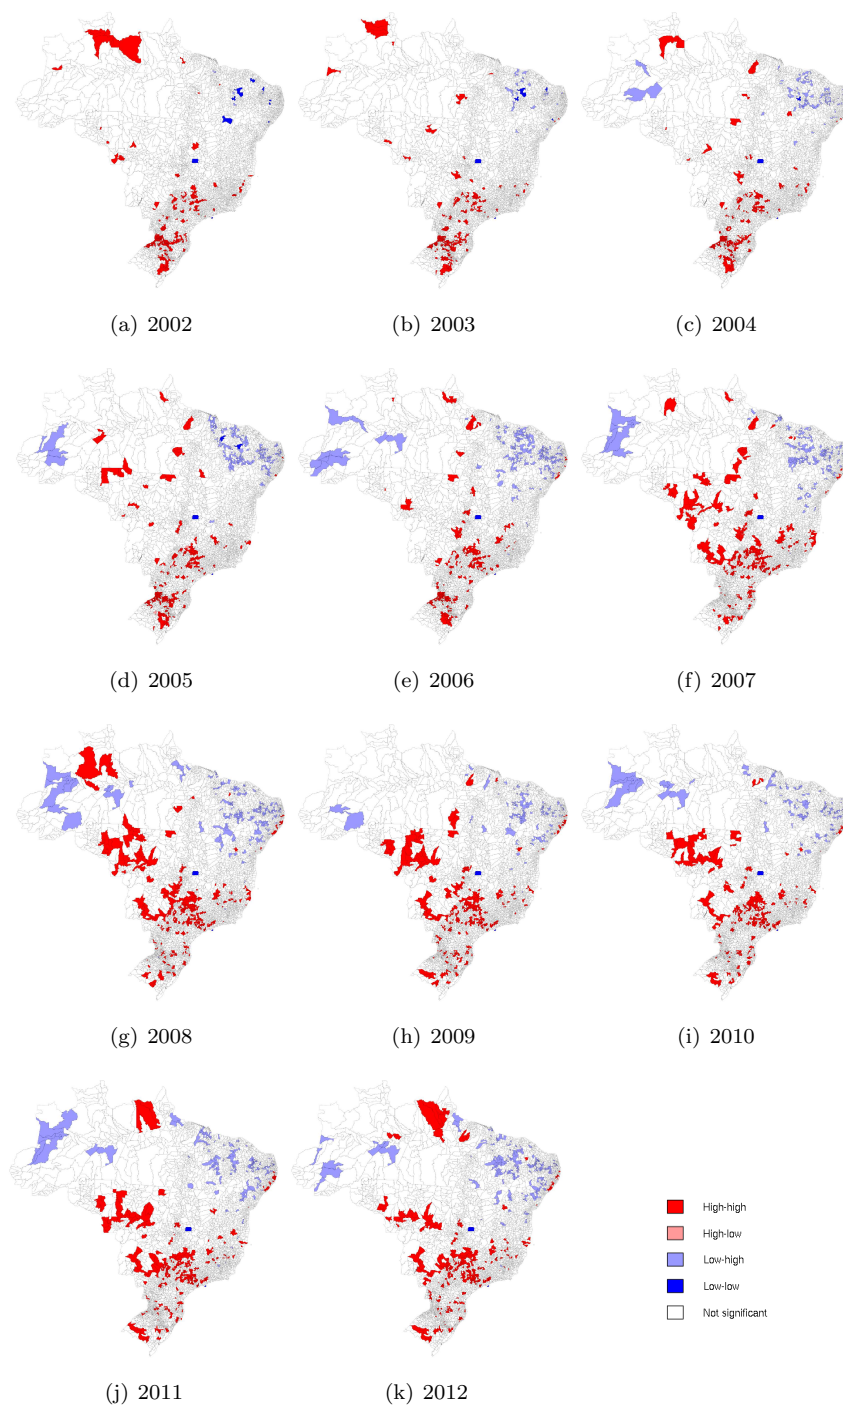 (a) 2002
(b) 2003
(c) 2004
(d) 2005
(e) 2006
(f) 2007
(g) 2008
(h) 2009
(i) 2010
High-high
High-low
Low-high
Low-low
Not significant
(j) 2011
(k) 2012